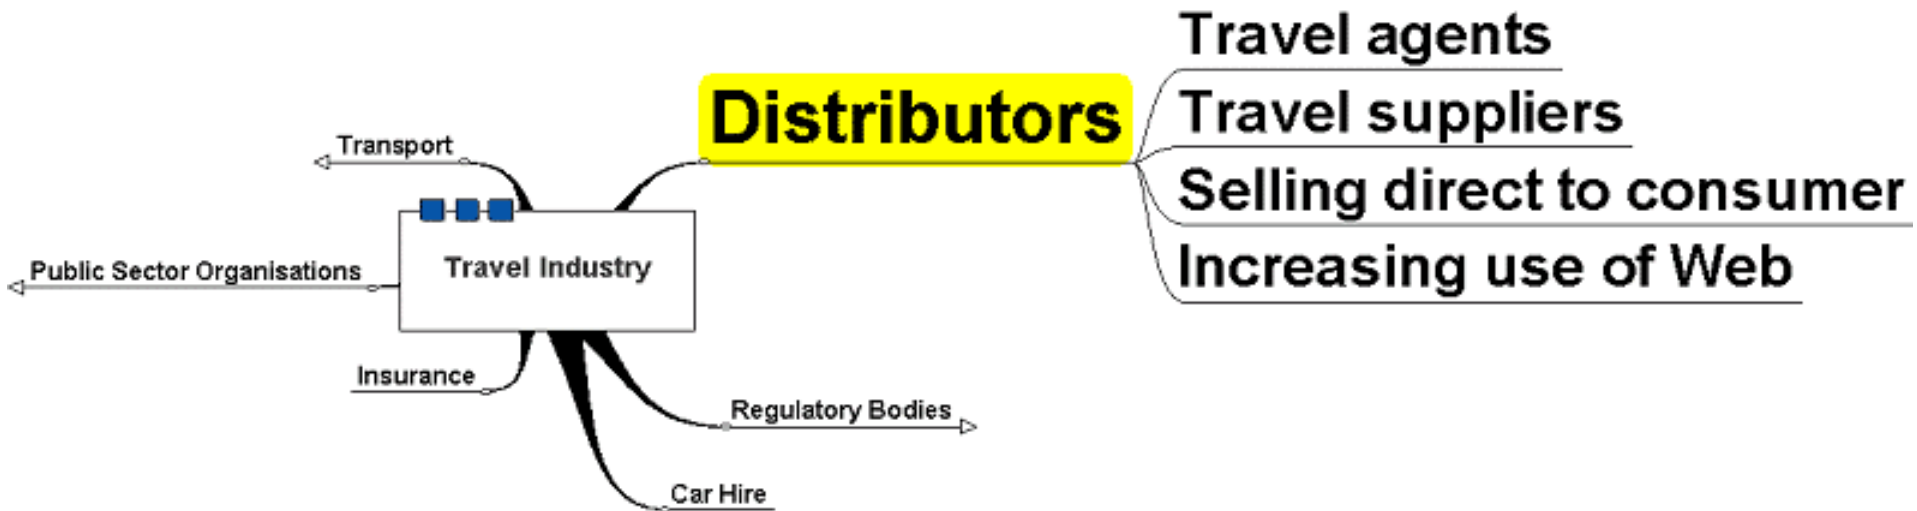 Travel agents
Distributors
Travel suppliers
Transport
Selling direct to consumer
Travel Industry
Public Sector Organisations
Increasing use of Web
Insurance
Regulatory Bodies
Car Hire